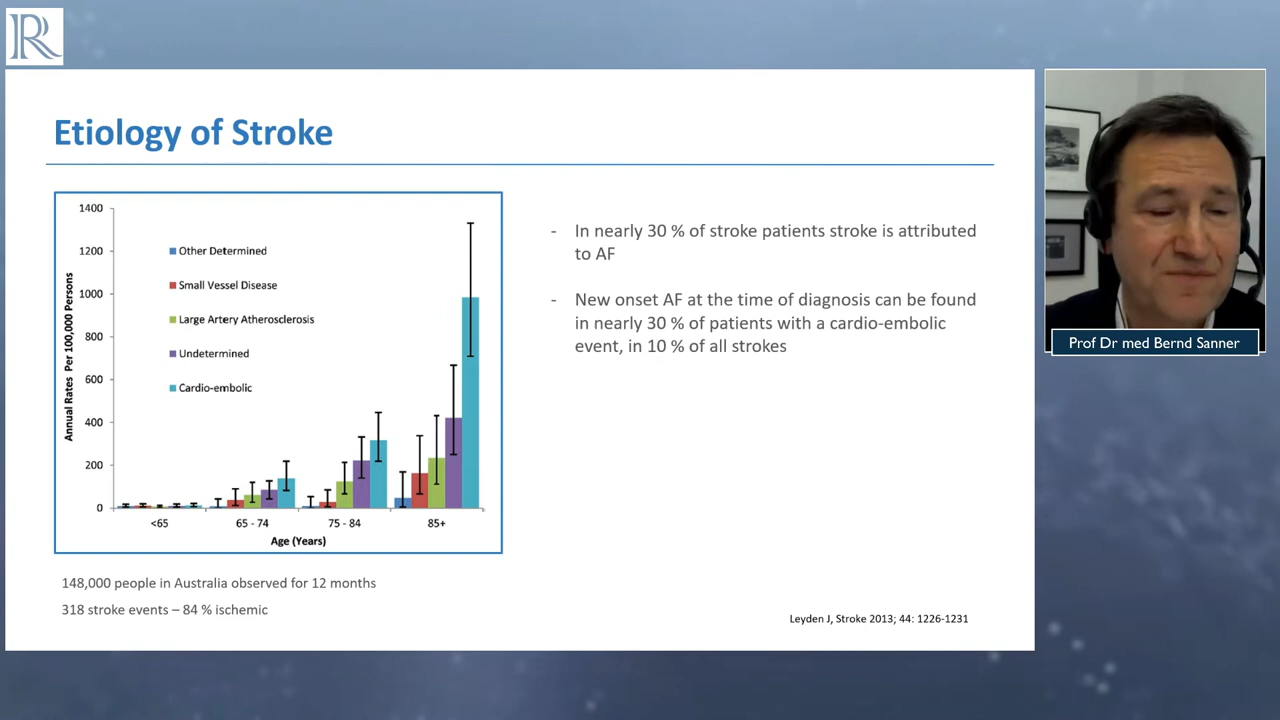 R
Etiology of Stroke
1400
1200
1000
800
600
400
200
0
Annual Rates Per 100,000 Persons
Other Determined
Small Vessel Disease
Large Artery Atherosclerosis
Undetermined
Cardio-embolic
<65
65 - 74
75 - 84
85+
Age (Years)
148,000 people in Australia observed for 12 months
318 stroke events – 84 % ischemic
- In nearly 30 % of stroke patients stroke is attributed
to AF
- New onset AF at the time of diagnosis can be found
in nearly 30 % of patients with a cardio-embolic
event, in 10 % of all strokes
Leyden J, Stroke 2013; 44: 1226-1231
Prof Dr med Bernd Sanner